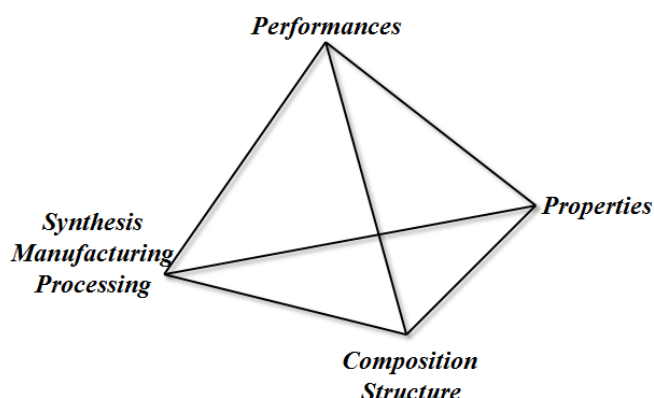 Performances
Properties
Synthesis
Manufacturing
Processing
Composition
Structure